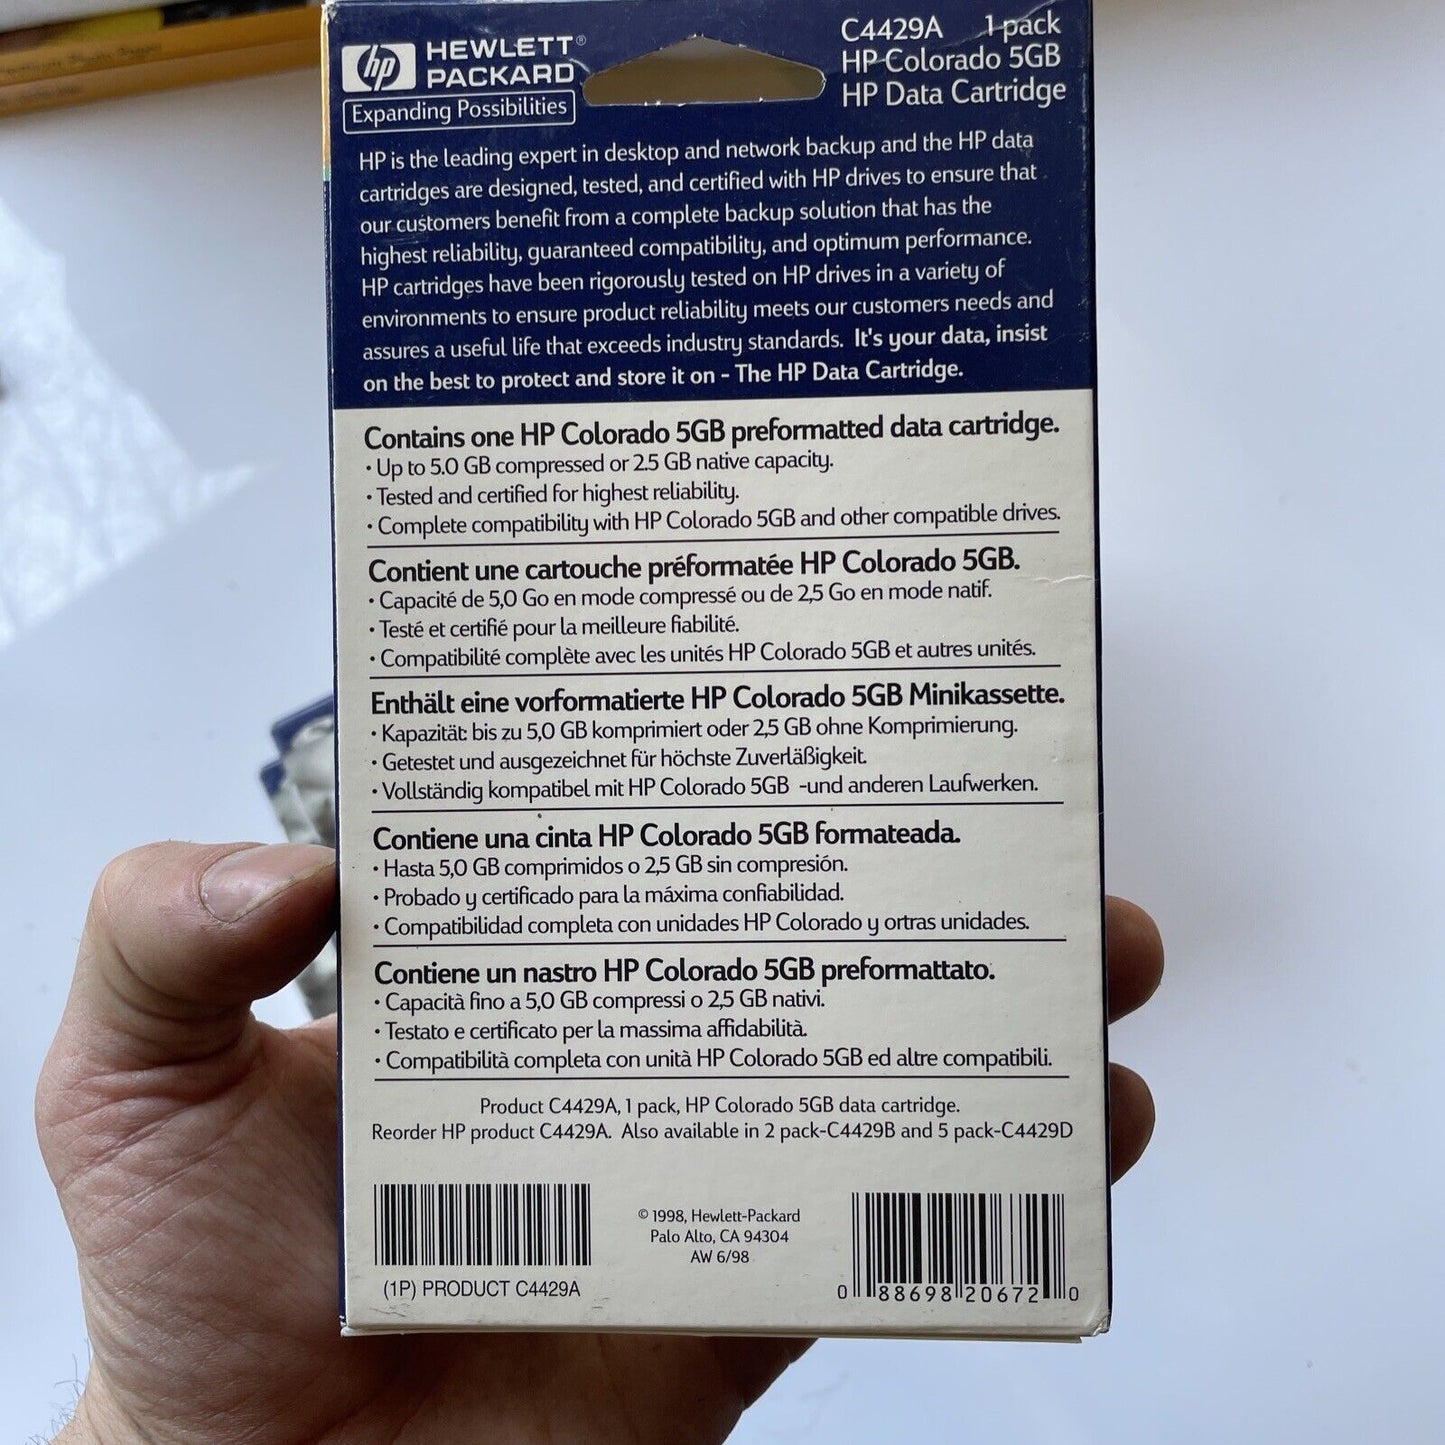 hp HEWLETT®
PACKARD
Expanding Possibilities
C4429A 1 pack
HP Colorado 5GB
HP Data Cartridge
HP is the leading expert in desktop and network backup and the HP data
cartridges are designed, tested, and certified with HP drives to ensure that
our customers benefit from a complete backup solution that has the
highest reliability, guaranteed compatibility, and optimum performance.
HP cartridges have been rigorously tested on HP drives in a variety of
environments to ensure product reliability meets our customers needs and
assures a useful life that exceeds industry standards. It's your data, insist
on the best to protect and store it on - The HP Data Cartridge.
Contains one HP Colorado 5GB preformatted data cartridge.
• Up to 5.0 GB compressed or 2.5 GB native capacity.
• Tested and certified for highest reliability.
• Complete compatibility with HP Colorado 5GB and other compatible drives.
Contient une cartouche préformatée HP Colorado 5GB.
• Capacité de 5,0 Go en mode compressé ou de 2,5 Go en mode natif.
• Testé et certifié pour la meilleure fiabilité.
• Compatibilité complète avec les unités HP Colorado 5GB et autres unités.
Enthält eine vorformatierte HP Colorado 5GB Minikassette.
• Kapazität: bis zu 5,0 GB komprimiert oder 2,5 GB ohne Komprimierung.
• Getestet und ausgezeichnet für höchste Zuverläßigkeit.
• Vollständig kompatibel mit HP Colorado 5GB -und anderen Laufwerken.
Contiene una cinta HP Colorado 5GB formateada.
• Hasta 5,0 GB comprimidos o 2,5 GB sin compresión.
• Probado y certificado para la máxima confiabilidad.
• Compatibilidad completa con unidades HP Colorado y ortras unidades.
Contiene un nastro HP Colorado 5GB preformattato.
• Capacità fino a 5,0 GB compressi o 2,5 GB nativi.
• Testato e certificato per la massima affidabilità.
• Compatibilità completa con unità HP Colorado 5GB ed altre compatibili.
Product C4429A, 1 pack, HP Colorado 5GB data cartridge.
Reorder HP product C4429A. Also available in 2 pack-C4429B and 5 pack-C4429D
(1P) PRODUCT C4429A
© 1998, Hewlett-Packard
Palo Alto, CA 94304
AW 6/98
0 88698 20672 0